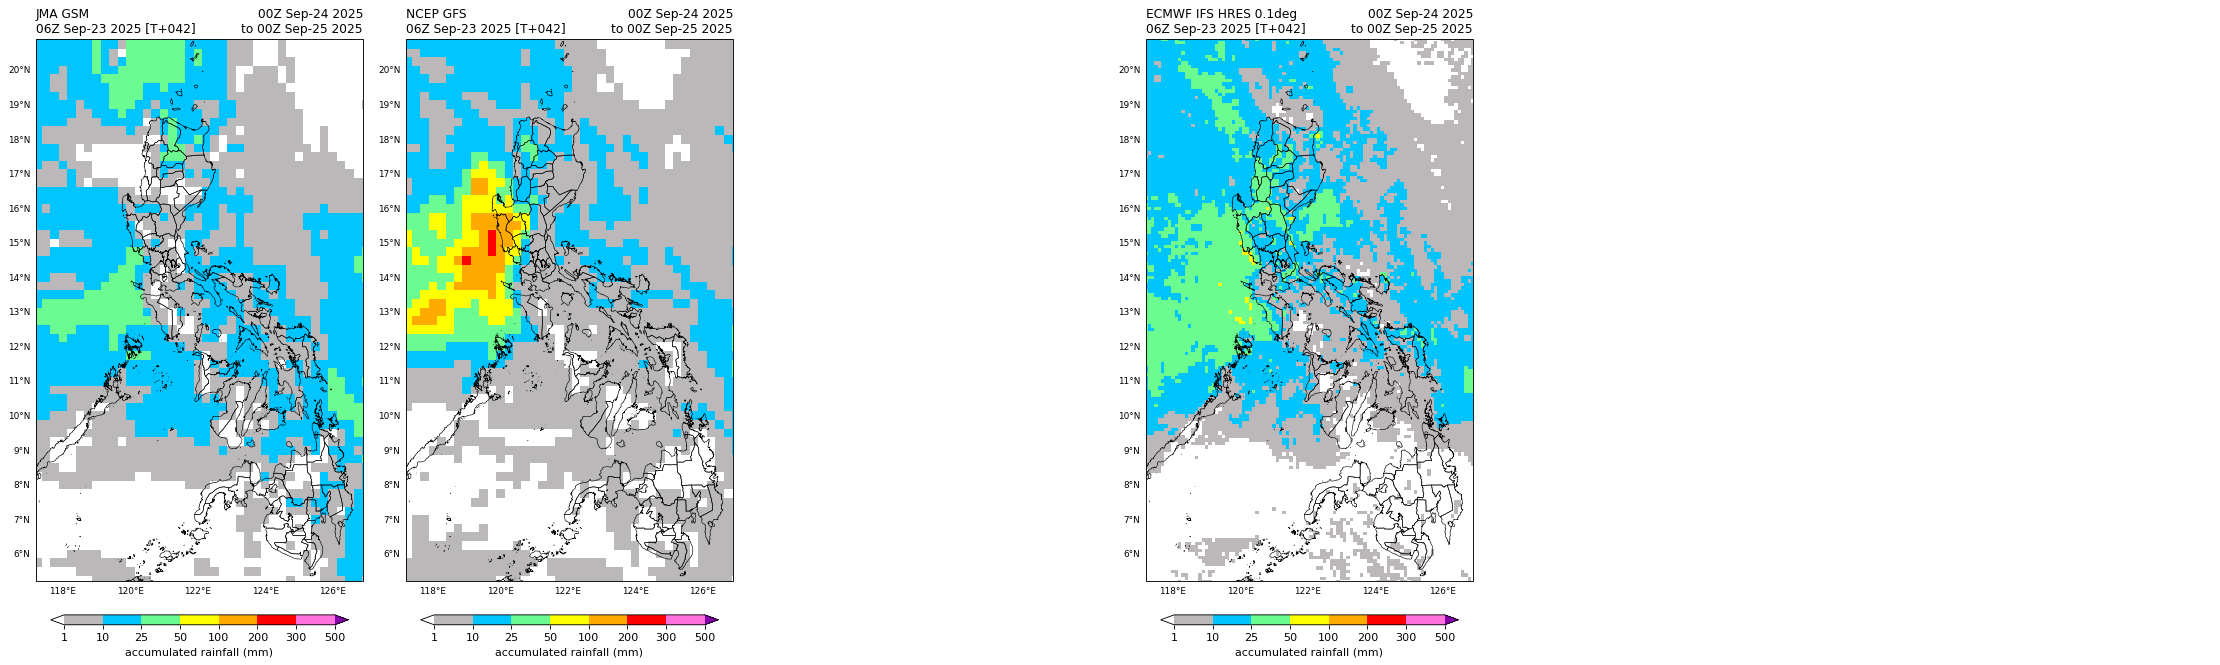 JMA GSM 00Z Sep-24 2025
06Z Sep-23 2025 [T+042] to 00Z Sep-25 2025
20°N
19°N
18°N
17°N
16°N
15°N
14°N
13°N
12°N
11°N
10°N
9°N
8°N
7°N
6°N
118°E 120°E 122°E 124°E 126°E
1 10 25 50 100 200 300 500
accumulated rainfall (mm)
NCEP GFS 00Z Sep-24 2025
06Z Sep-23 2025 [T+042] to 00Z Sep-25 2025
20°N
19°N
18°N
17°N
16°N
15°N
14°N
13°N
12°N
11°N
10°N
9°N
8°N
7°N
6°N
118°E 120°E 122°E 124°E 126°E
1 10 25 50 100 200 300 500
accumulated rainfall (mm)
ECMWF IFS HRES 0.1deg 00Z Sep-24 2025
06Z Sep-23 2025 [T+042] to 00Z Sep-25 2025
20°N
19°N
18°N
17°N
16°N
15°N
14°N
13°N
12°N
11°N
10°N
9°N
8°N
7°N
6°N
118°E 120°E 122°E 124°E 126°E
1 10 25 50 100 200 300 500
accumulated rainfall (mm)